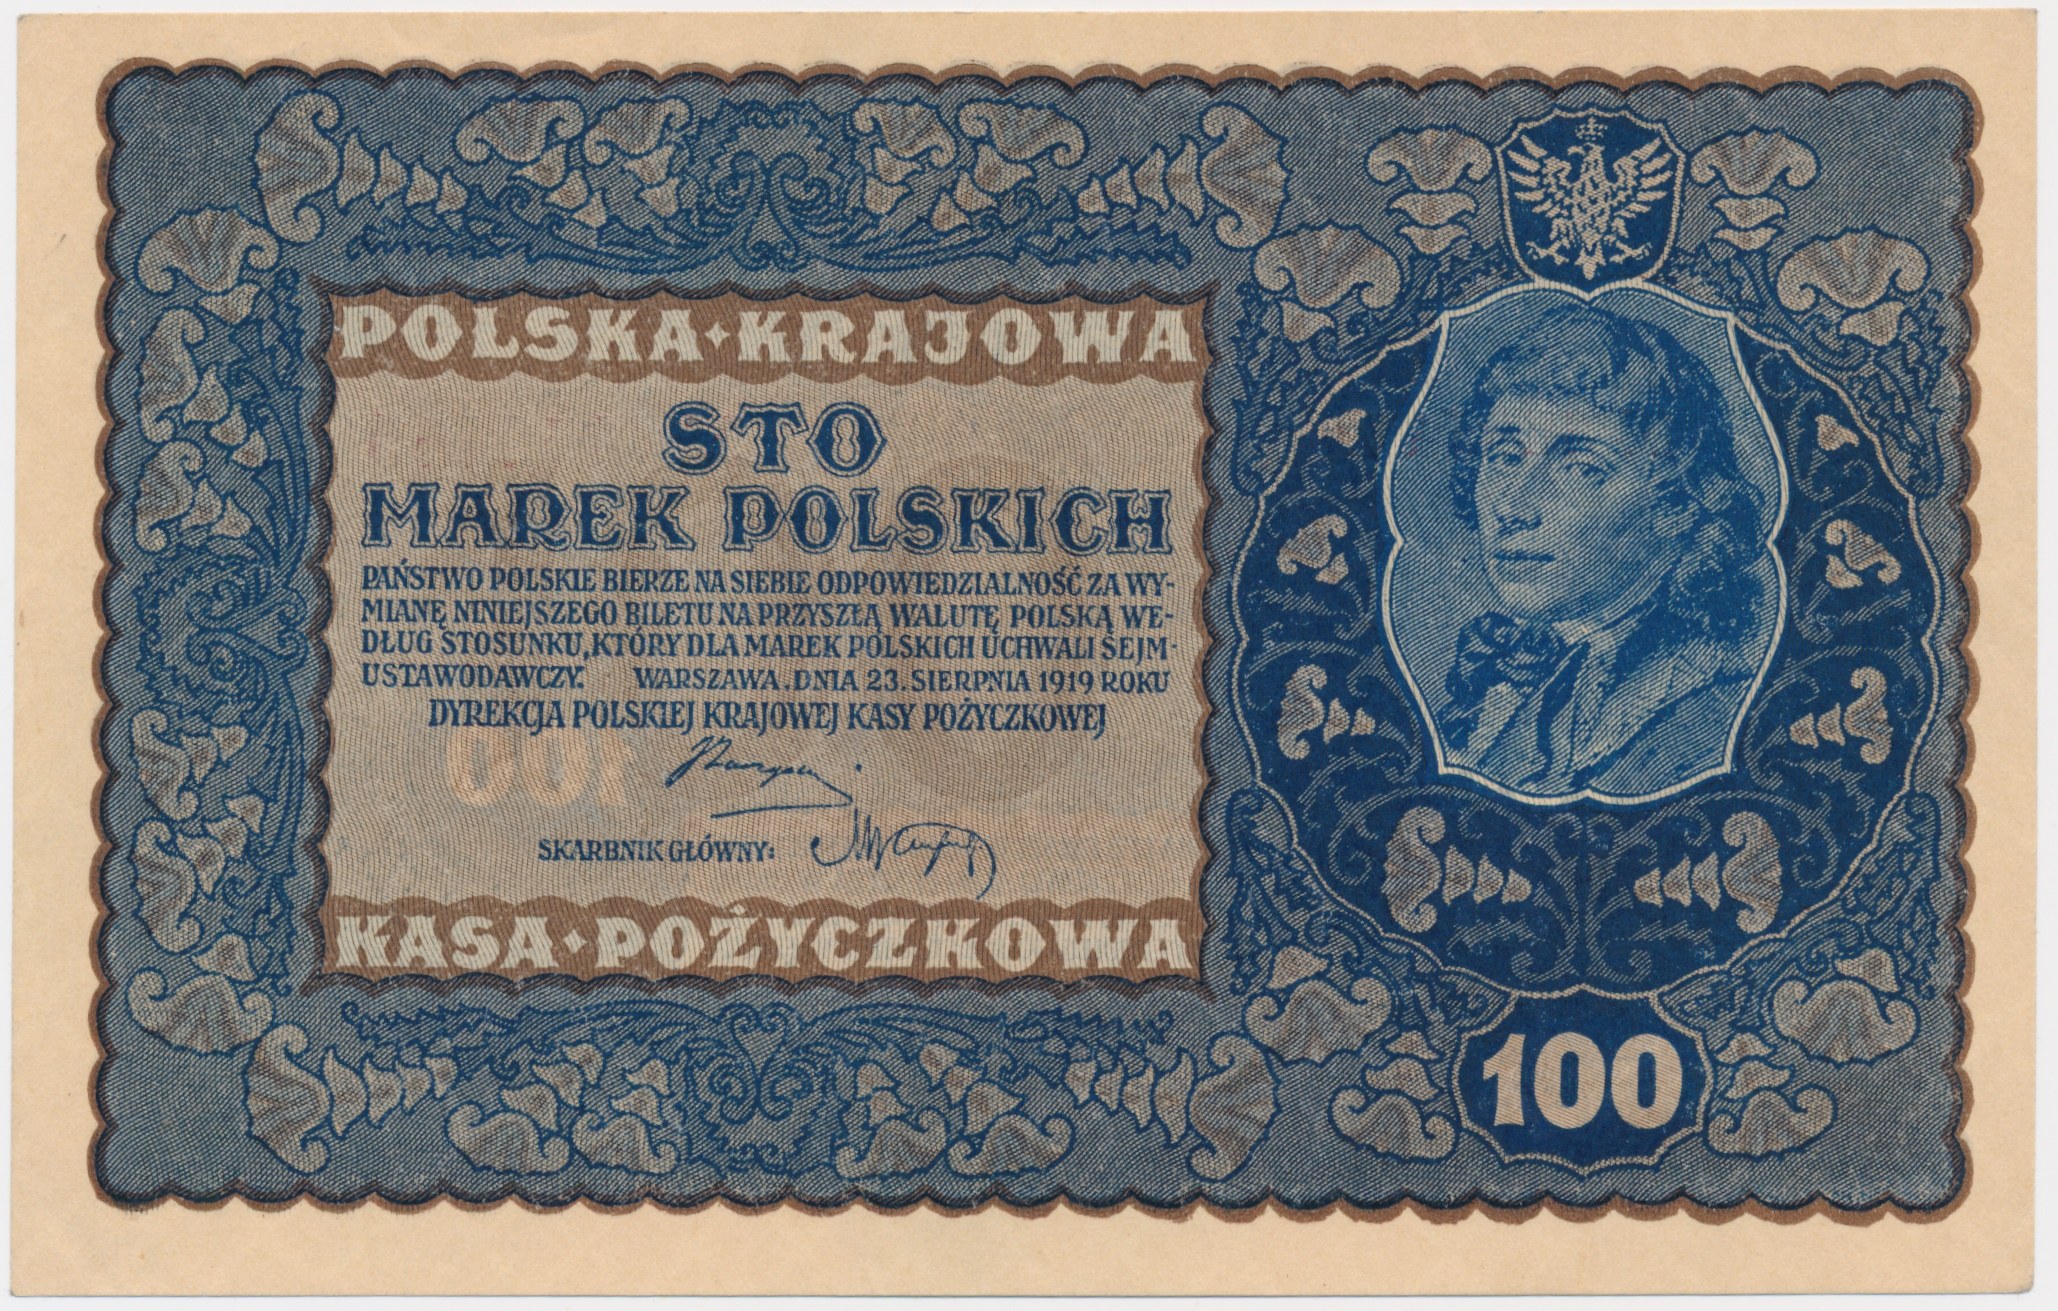 POLSKA・KRAJOWA
STO
MAREK POLSKICH
PAŃSTWO POLSKIE BIERZE NA SIEBIE ODPOWIEDZIALNOŚĆ ZA WY-
MIANĘ NINIEJSZEGO BILETU NA PRZYSZŁĄ WALUTĘ POLSKĄ WE-
DŁUG STOSUNKU, KTÓRY DLA MAREK POLSKICH UCHWALI SEJM
USTAWODAWCZY. WARSZAWA, DNIA 23. SIERPNIA 1919 ROKU
DYREKCJA POLSKIEJ KRAJOWEJ KASY POŻYCZKOWEJ
SKARBNIK GŁÓWNY:
KASA・POŻYCZKOWA
100